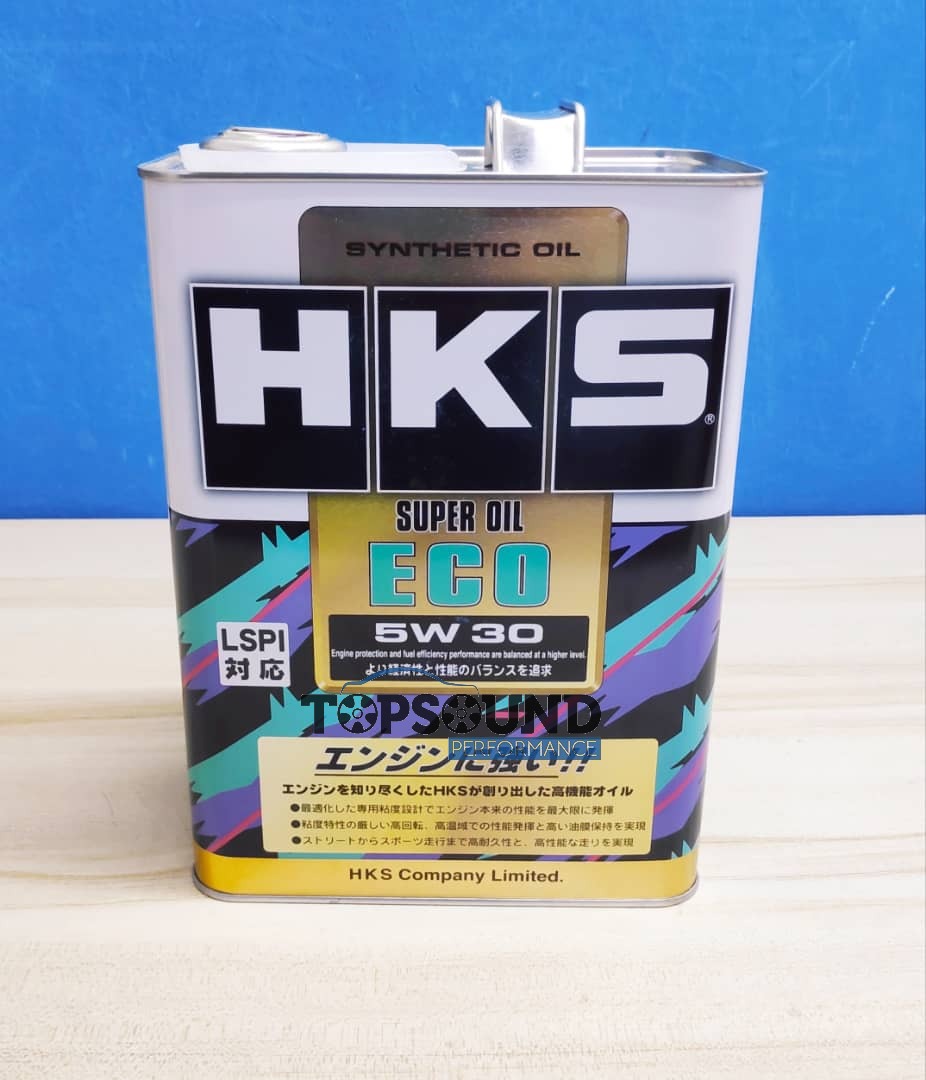 SYNTHETIC OIL
HKS®
SUPER OIL
ECO
5W 30
Engine protection and fuel efficiency performance are balanced at a higher level.
より経済性と性能のバランスを追求
LSPI
対応
TOPSOUND
PERFORMANCE
エンジンに強い!!
エンジンを知り尽くしたHKSが創り出した高機能オイル
●最適化した専用粘度設計でエンジン本来の性能を最大限に発揮
●粘度特性の厳しい高回転、高温域での性能発揮と高い油膜保持を実現
●ストリートからスポーツ走行まで高耐久性と、高性能な走りを実現
HKS Company Limited.